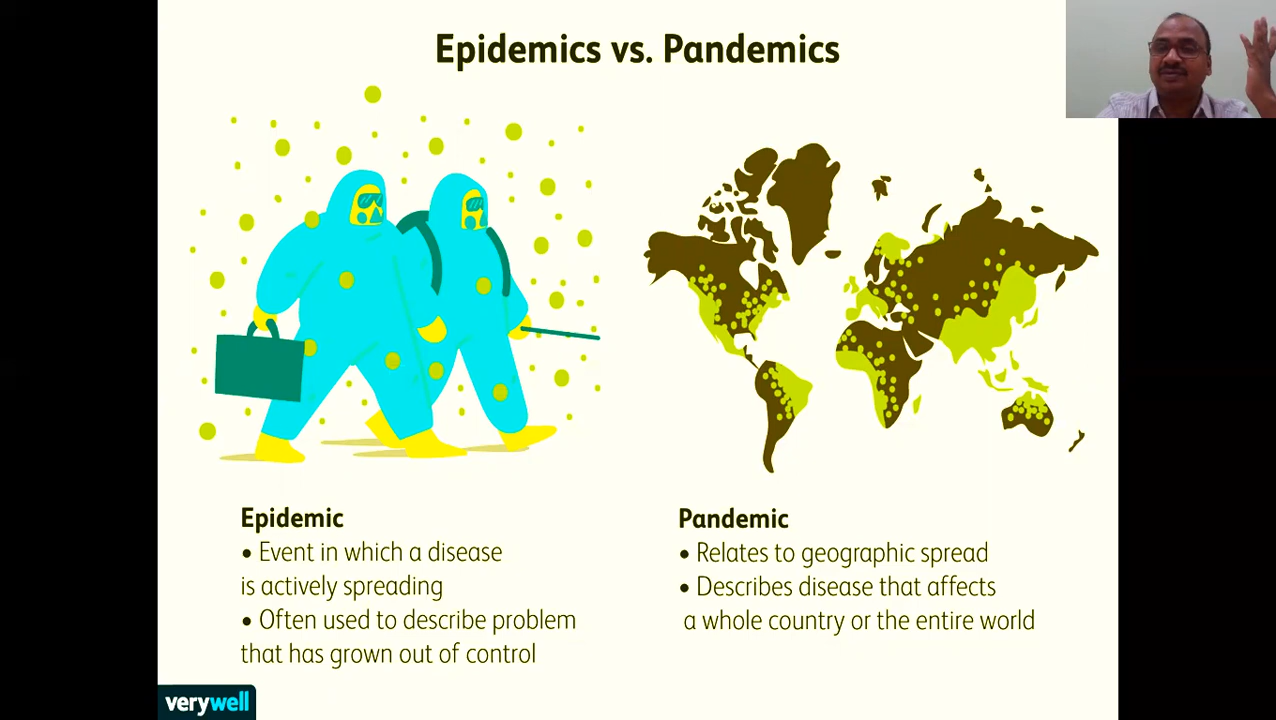 Epidemics vs. Pandemics
Epidemic
• Event in which a disease
is actively spreading
• Often used to describe problem
that has grown out of control
Pandemic
• Relates to geographic spread
• Describes disease that affects
a whole country or the entire world
verywell